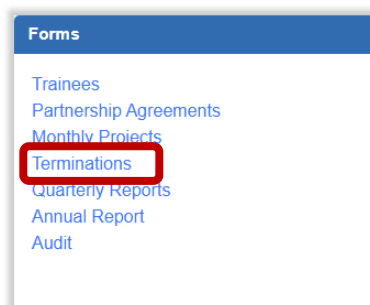 Forms
Trainees
Partnership Agreements
Monthly Projects
Terminations
Quarterly Reports
Annual Report
Audit